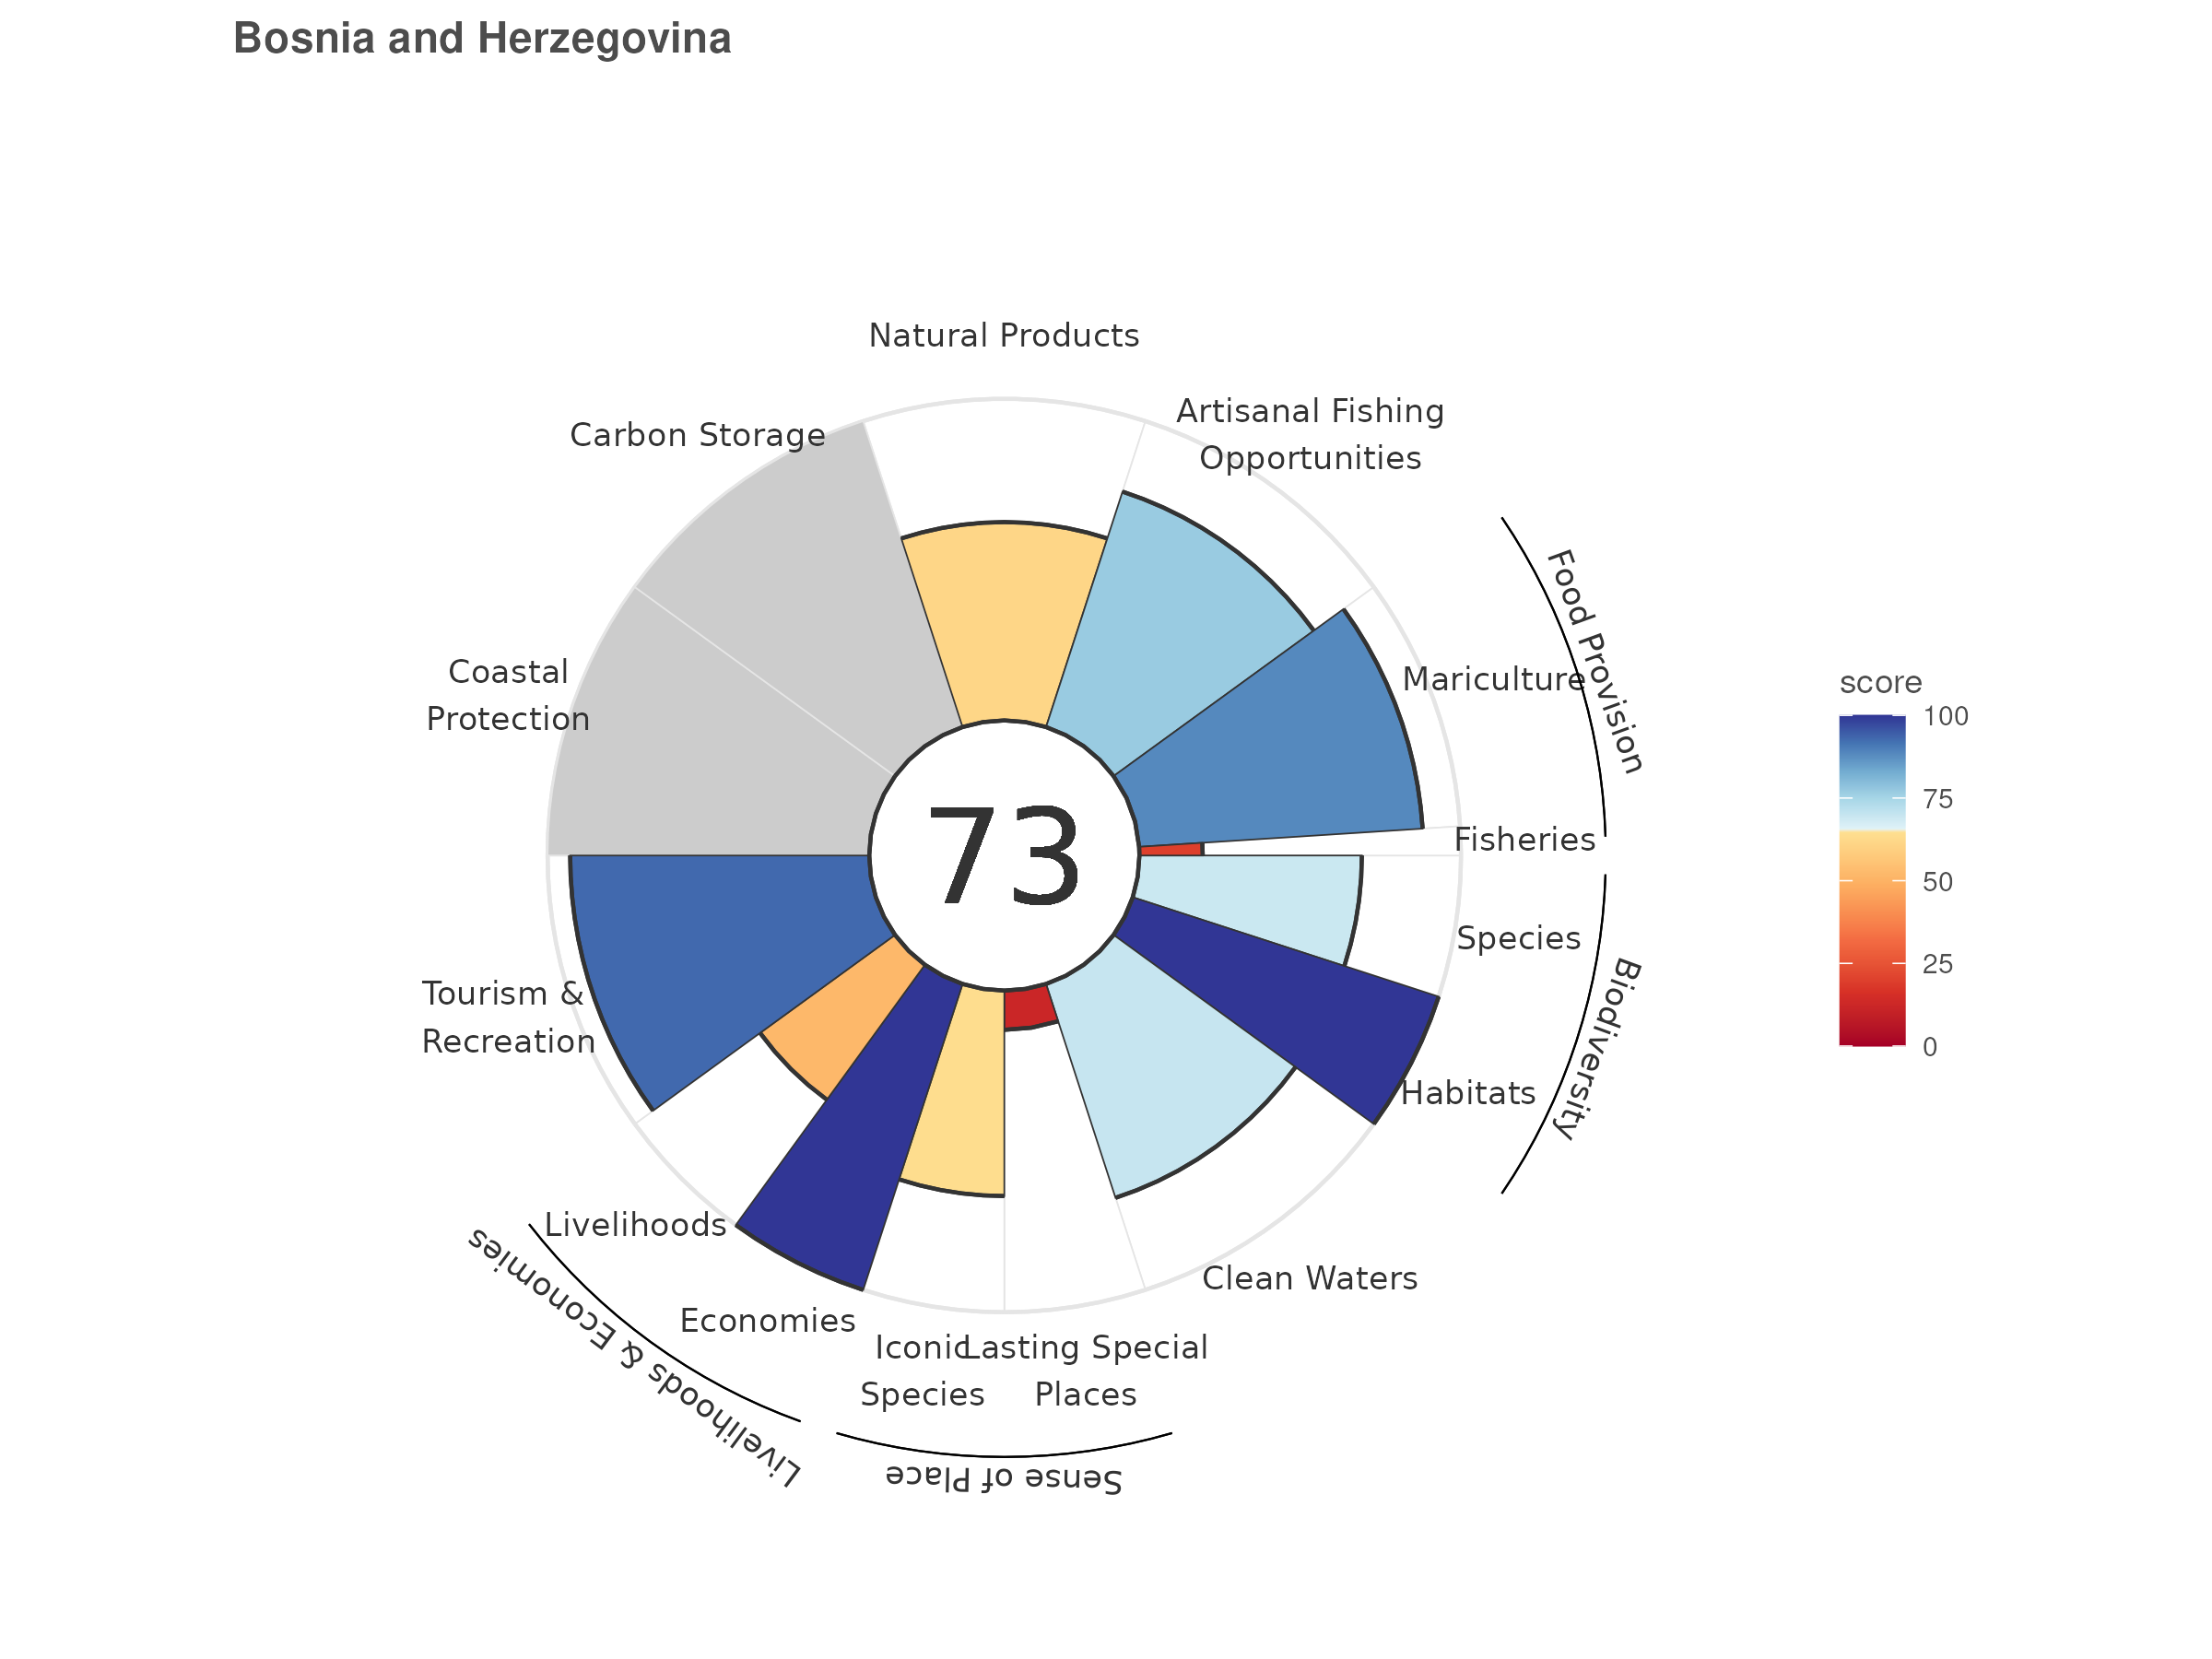 Bosnia and Herzegovina
Natural Products
Artisanal Fishing
Opportunities
Carbon Storage
Food Provision
Mariculture
Coastal
Protection
score
100
75
50
25
0
73
Fisheries
Species
Biodiversity
Tourism &
Recreation
Habitats
Livelihoods
Clean Waters
Economies
Livelihoods & Economies
Iconic
Species
Lasting Special
Places
Sense of Place